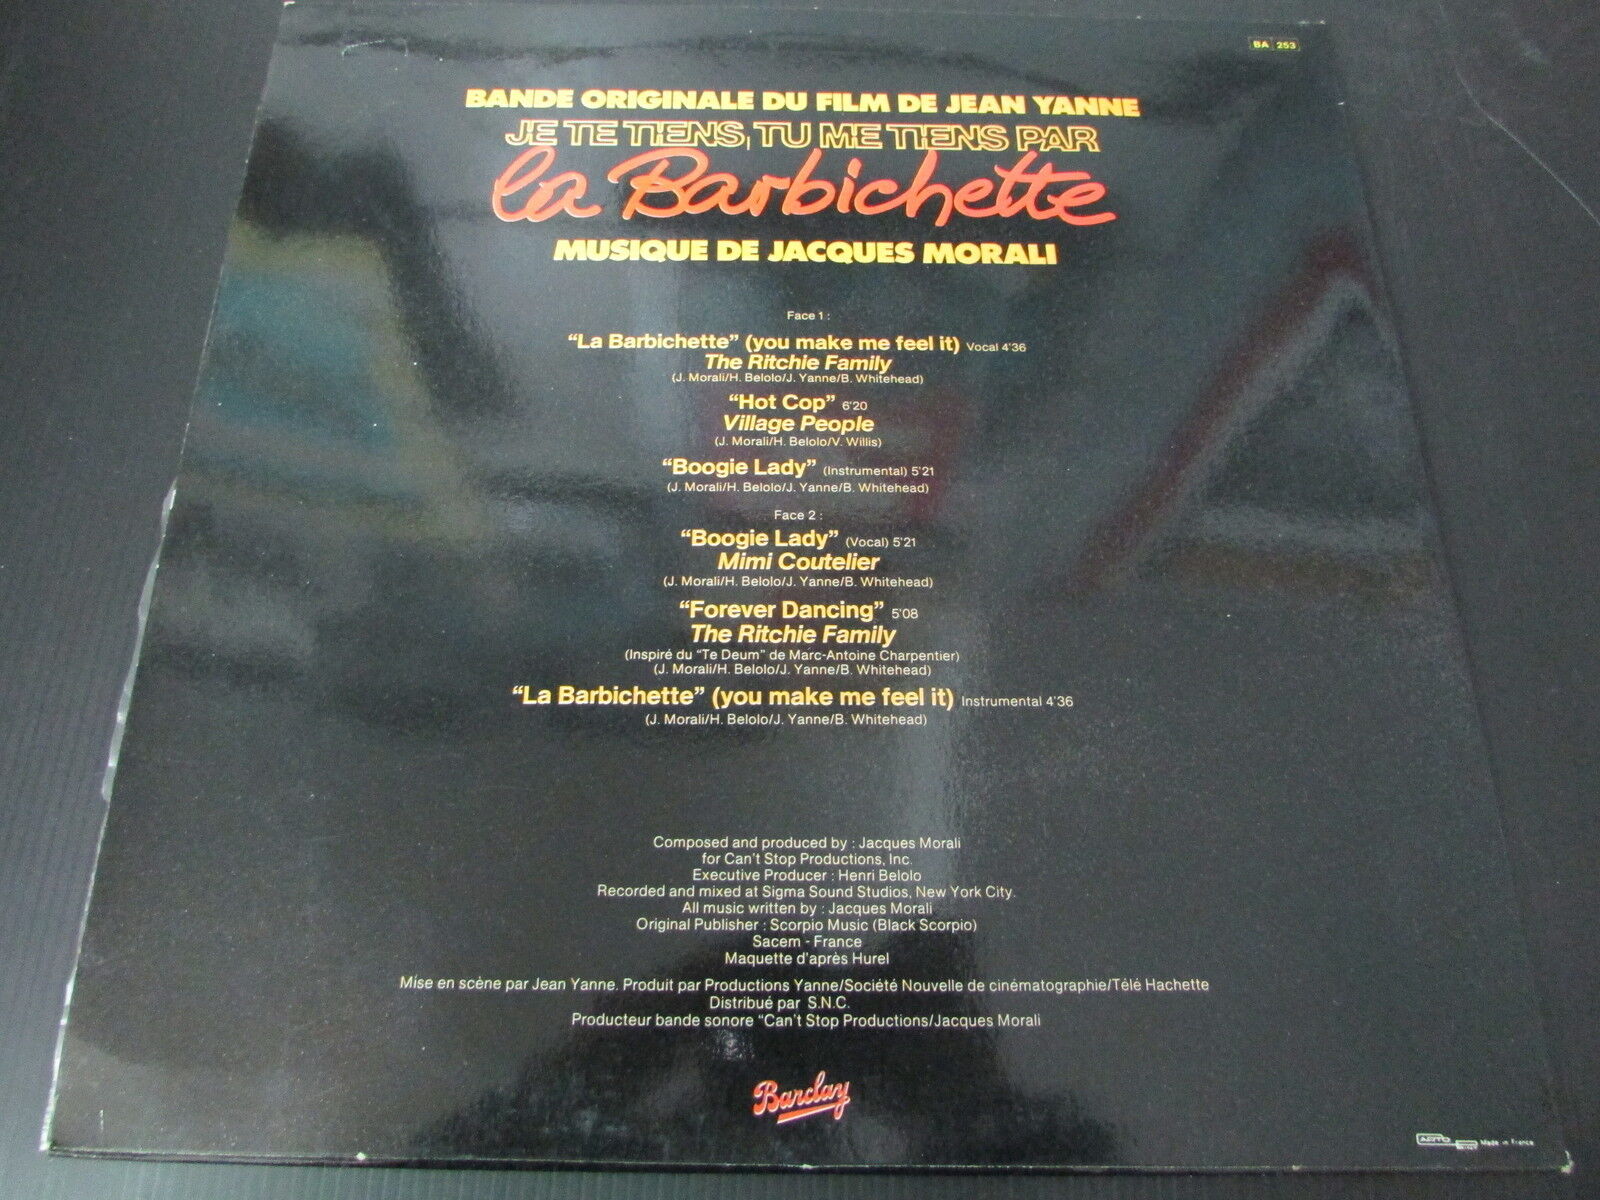 BA 253
BANDE ORIGINALE DU FILM DE JEAN YANNE
JE TE TIENS, TU ME TIENS PAR
la Barbichette
MUSIQUE DE JACQUES MORALI
Face 1 :
“La Barbichette” (you make me feel it) Vocal 4'36
The Ritchie Family
(J. Morali/H. Belolo/J. Yanne/B. Whitehead)
“Hot Cop” 6'20
Village People
(J. Morali/H. Belolo/V. Willis)
“Boogie Lady” (Instrumental) 5'21
(J. Morali/H. Belolo/J. Yanne/B. Whitehead)
Face 2 :
“Boogie Lady” (Vocal) 5'21
Mimi Coutelier
(J. Morali/H. Belolo/J. Yanne/B. Whitehead)
“Forever Dancing” 5'08
The Ritchie Family
(Inspiré du “Te Deum” de Marc-Antoine Charpentier)
(J. Morali/H. Belolo/J. Yanne/B. Whitehead)
“La Barbichette” (you make me feel it) Instrumental 4'36
(J. Morali/H. Belolo/J. Yanne/B. Whitehead)
Composed and produced by : Jacques Morali
for Can't Stop Productions, Inc.
Executive Producer : Henri Belolo
Recorded and mixed at Sigma Sound Studios, New York City.
All music written by : Jacques Morali
Original Publisher : Scorpio Music (Black Scorpio)
Sacem - France
Maquette d'après Hurel
Mise en scène par Jean Yanne. Produit par Productions Yanne/Société Nouvelle de cinématographie/Télé Hachette
Distribué par S.N.C.
Producteur bande sonore “Can't Stop Productions/Jacques Morali
Barclay
Made in France